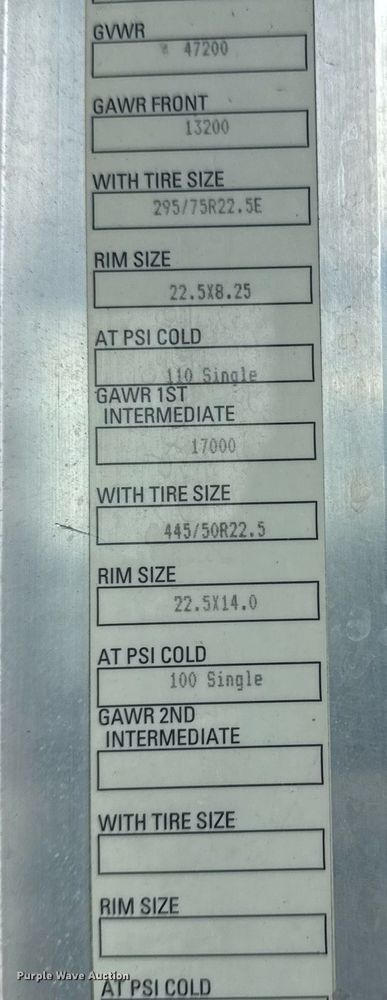 GVWR
47200
GAWR FRONT
13200
WITH TIRE SIZE
295/75R22.5E
RIM SIZE
22.5X8.25
AT PSI COLD
110 Single
GAWR 1ST
INTERMEDIATE
17000
WITH TIRE SIZE
445/50R22.5
RIM SIZE
22.5X14.0
AT PSI COLD
100 Single
GAWR 2ND
INTERMEDIATE
WITH TIRE SIZE
RIM SIZE
Purple Wave Auction
AT PSI COLD